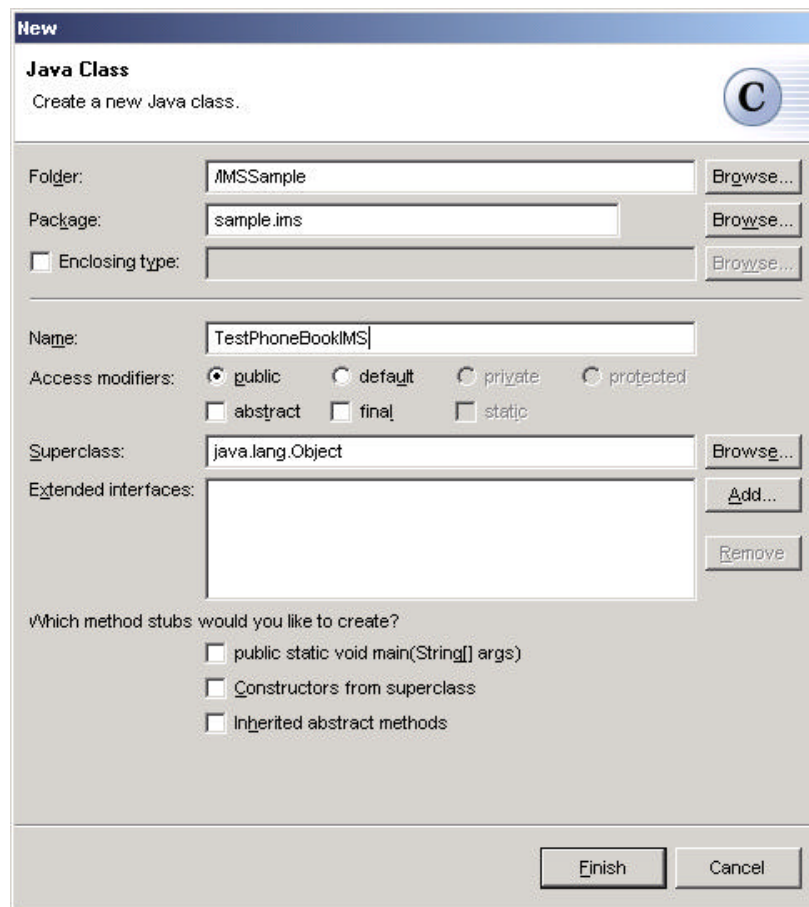 New
Java Class
Create a new Java class.
C
Folder: /IMSSample Browse...
Package: sample.ims Browse...
Enclosing type: Browse...
Name: TestPhoneBookIMS
Access modifiers: public default private protected
abstract final static
Superclass: java.lang.Object Browse...
Extended interfaces: Add...
Remove
Which method stubs would you like to create?
public static void main(String[] args)
Constructors from superclass
Inherited abstract methods
Finish Cancel